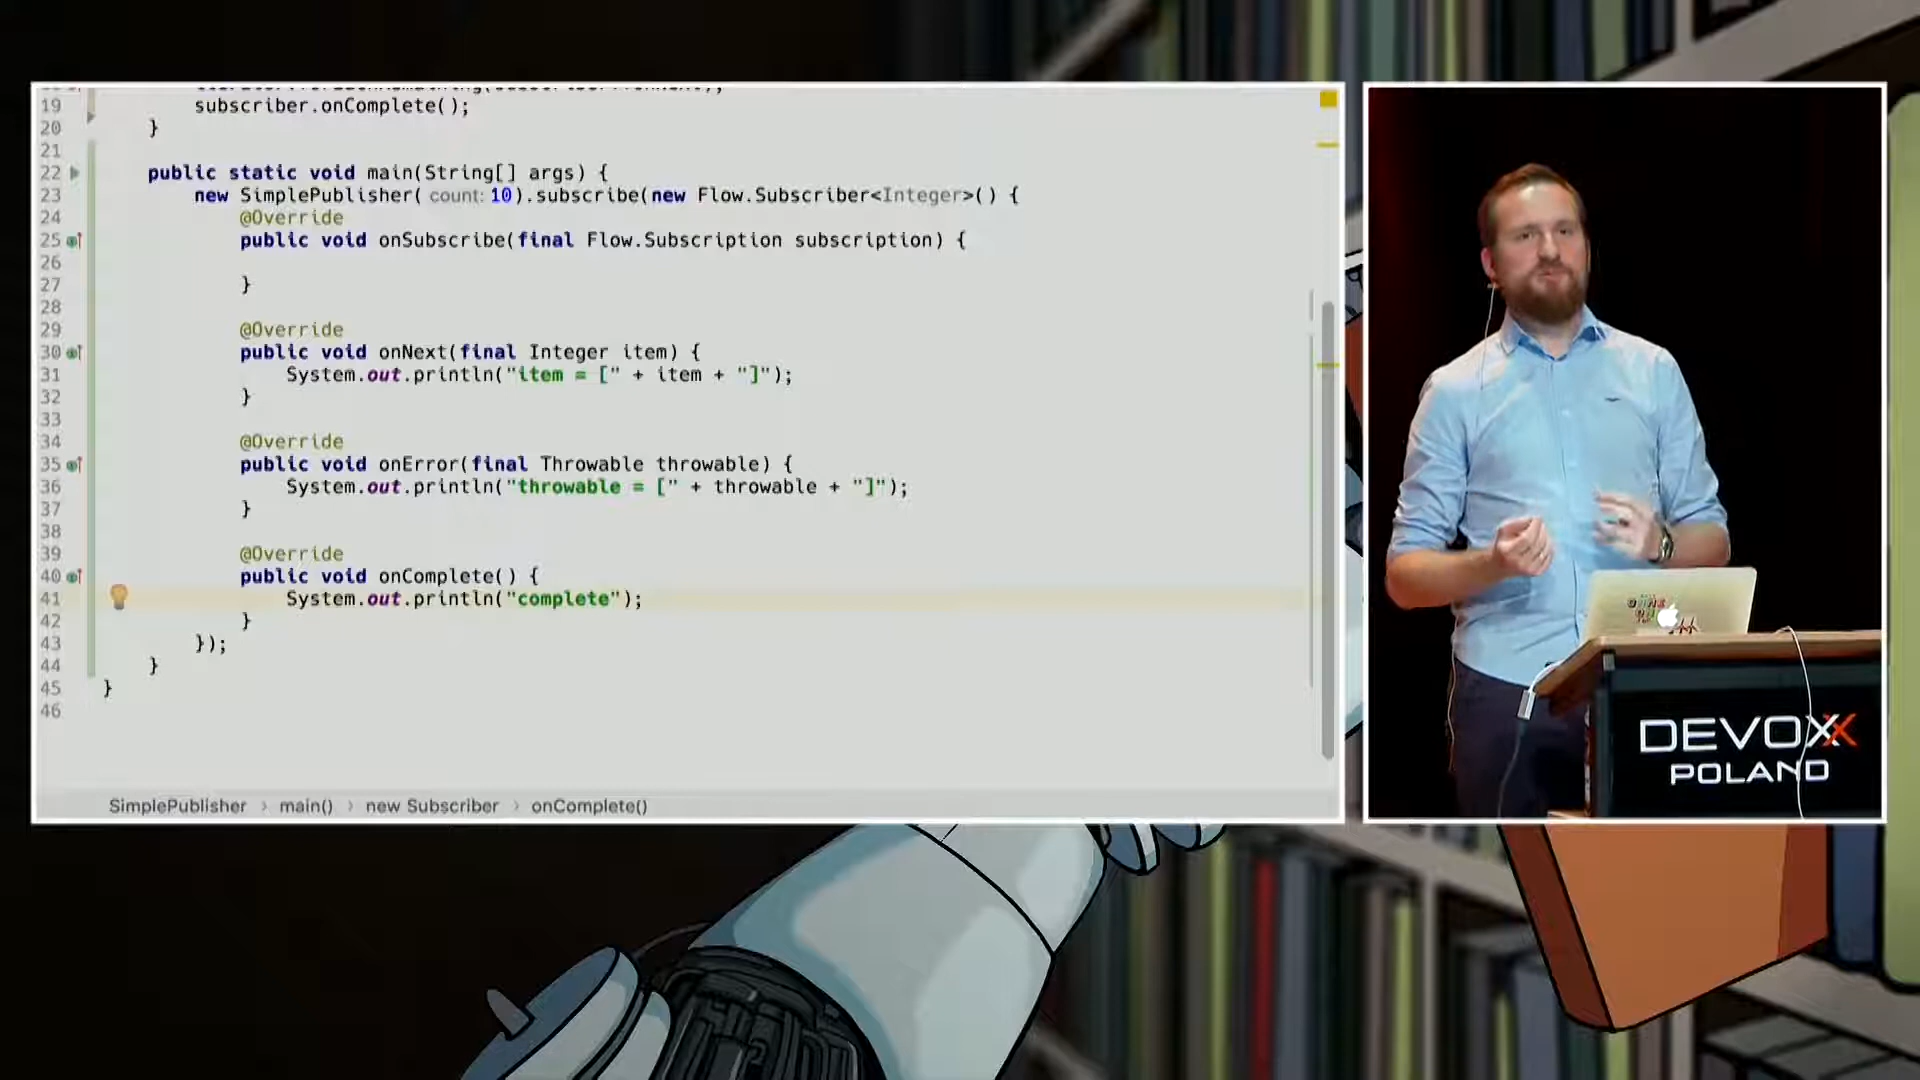 19 subscriber.onComplete();
20 }
21
22 public static void main(String[] args) {
23 new SimplePublisher( count: 10).subscribe(new Flow.Subscriber<Integer>() {
24 @Override
25 public void onSubscribe(final Flow.Subscription subscription) {
26
27 }
28
29 @Override
30 public void onNext(final Integer item) {
31 System.out.println("item = [" + item + "]");
32 }
33
34 @Override
35 public void onError(final Throwable throwable) {
36 System.out.println("throwable = [" + throwable + "]");
37 }
38
39 @Override
40 public void onComplete() {
41 System.out.println("complete");
42 }
43 });
44 }
45 }
46
SimplePublisher > main() > new Subscriber > onComplete()
DEVOXX
POLAND